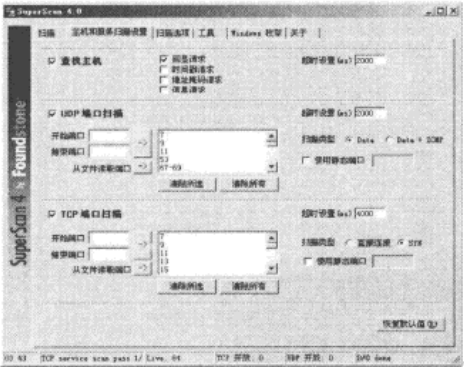 SuperScan 4.0
扫描 主机和服务扫描设置 扫描选项 工具 Windows 枚举 关于
查找主机
回显请求
时间戳请求
地址掩码请求
信息请求
超时设置(ms) 2000
UDP 端口扫描
超时设置(ms) 2000
开始端口
结束端口
从文件读取端口
->
->
7
9
11
53
67-69
清除所选 清除所有
扫描类型 Data Data + ICMP
使用静态端口
TCP 端口扫描
超时设置(ms) 4000
开始端口
结束端口
从文件读取端口
->
->
7
9
11
13
15
清除所选 清除所有
扫描类型 直接连接 SYN
使用静态端口
恢复默认值(D)
SuperScan 4 Foundstone
TCP service scan pass 1/ Live, 64 TCP 开放: 0 UDP 开放: 0